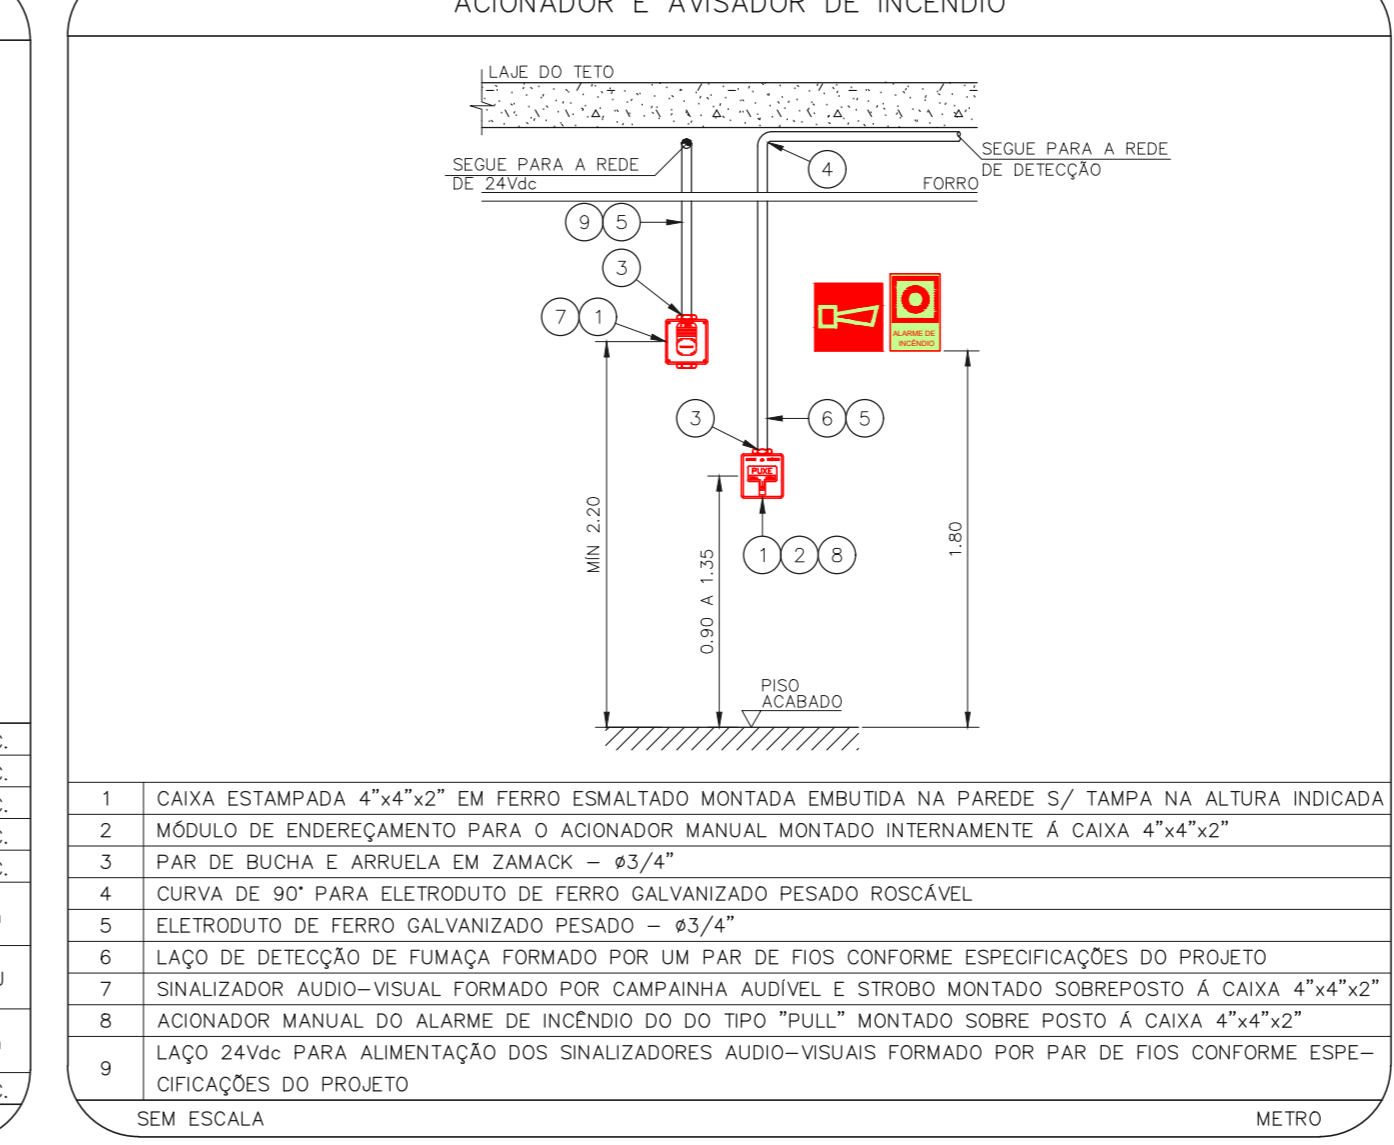 ACIONADOR E AVISADOR DE INCÊNDIO
LAJE DO TETO
SEGUE PARA A REDE
DE 24Vdc
4
SEGUE PARA A REDE
DE DETECÇÃO
FORRO
9 5
3
7 1
ALARME DE
INCÊNDIO
3
6 5
PUXE
1 2 8
MÍN 2.20
0.90 A 1.35
1.80
PISO
ACABADO
1 CAIXA ESTAMPADA 4"x4"x2" EM FERRO ESMALTADO MONTADA EMBUTIDA NA PAREDE S/ TAMPA NA ALTURA INDICADA
2 MÓDULO DE ENDEREÇAMENTO PARA O ACIONADOR MANUAL MONTADO INTERNAMENTE Á CAIXA 4"x4"x2"
3 PAR DE BUCHA E ARRUELA EM ZAMACK – ø3/4"
4 CURVA DE 90° PARA ELETRODUTO DE FERRO GALVANIZADO PESADO ROSCÁVEL
5 ELETRODUTO DE FERRO GALVANIZADO PESADO – ø3/4"
6 LAÇO DE DETECÇÃO DE FUMAÇA FORMADO POR UM PAR DE FIOS CONFORME ESPECIFICAÇÕES DO PROJETO
7 SINALIZADOR AUDIO–VISUAL FORMADO POR CAMPAINHA AUDÍVEL E STROBO MONTADO SOBREPOSTO Á CAIXA 4"x4"x2"
8 ACIONADOR MANUAL DO ALARME DE INCÊNDIO DO DO TIPO "PULL" MONTADO SOBRE POSTO Á CAIXA 4"x4"x2"
9 LAÇO 24Vdc PARA ALIMENTAÇÃO DOS SINALIZADORES AUDIO–VISUAIS FORMADO POR PAR DE FIOS CONFORME ESPE–
CIFICAÇÕES DO PROJETO
SEM ESCALA METRO